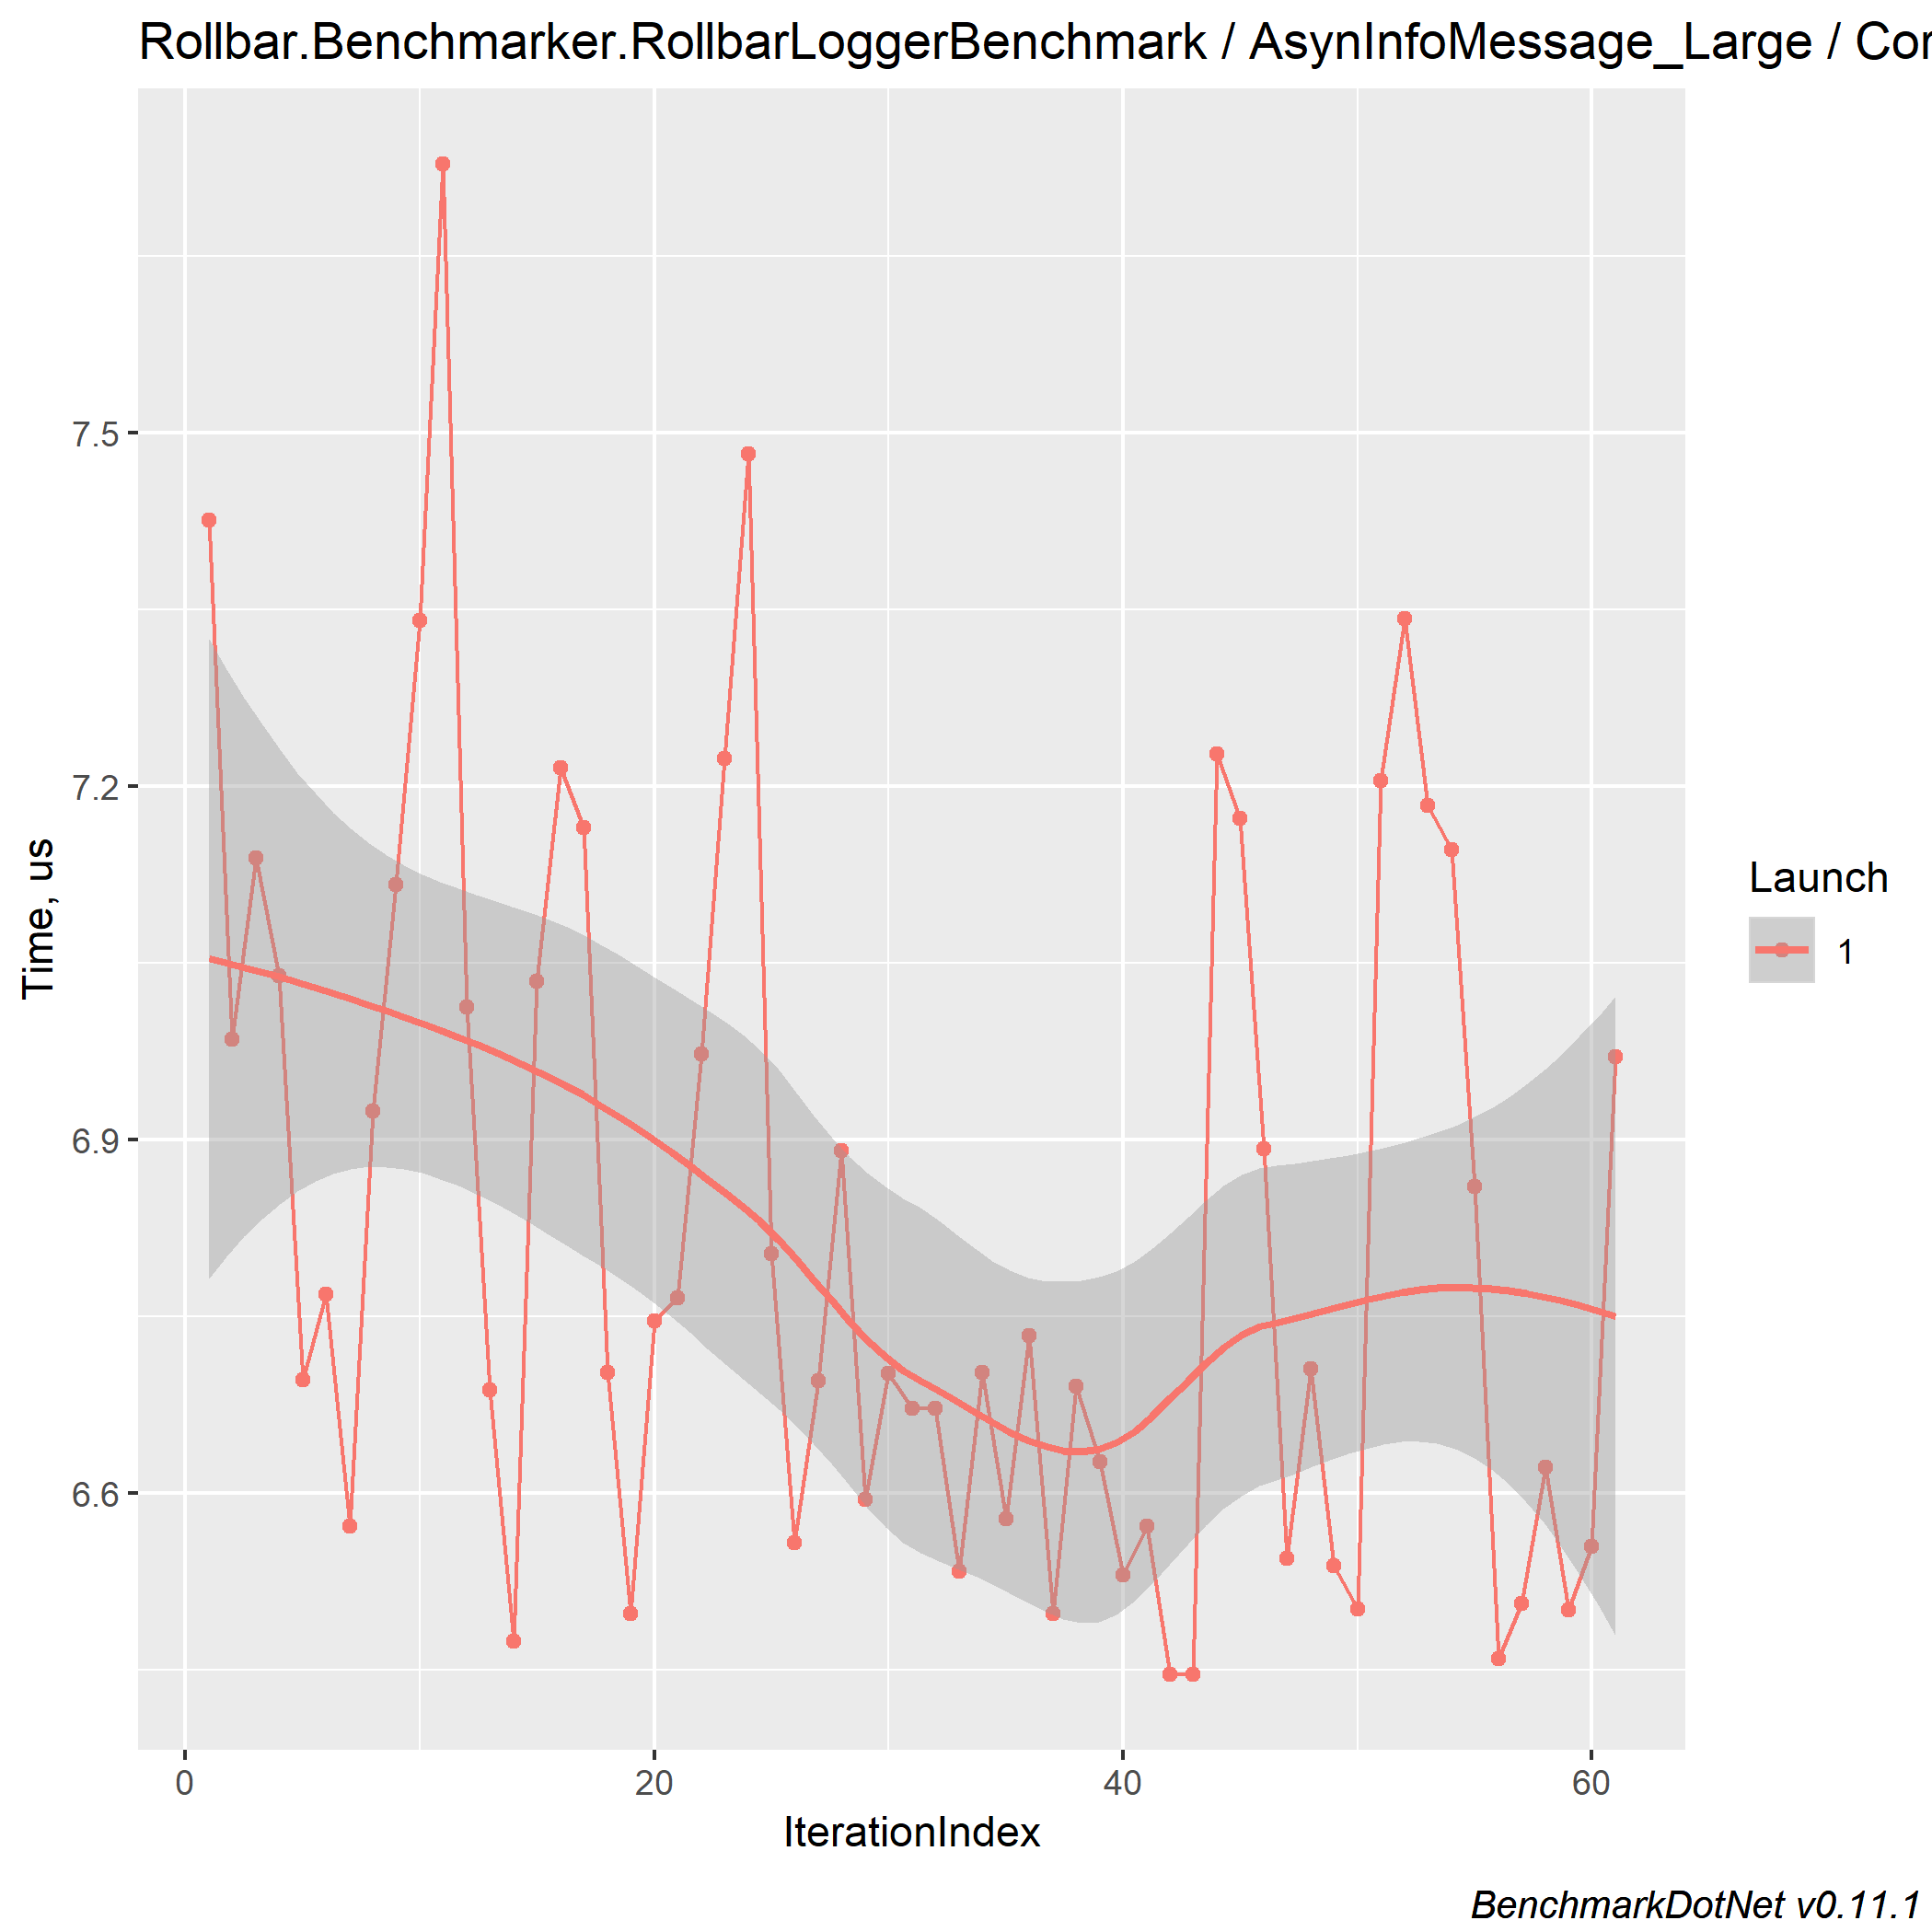 Rollbar.Benchmarker.RollbarLoggerBenchmark / AsynInfoMessage_Large / Cor
7.5
7.2
6.9
6.6
Time, us
0 20 40 60
IterationIndex
Launch
1
BenchmarkDotNet v0.11.1